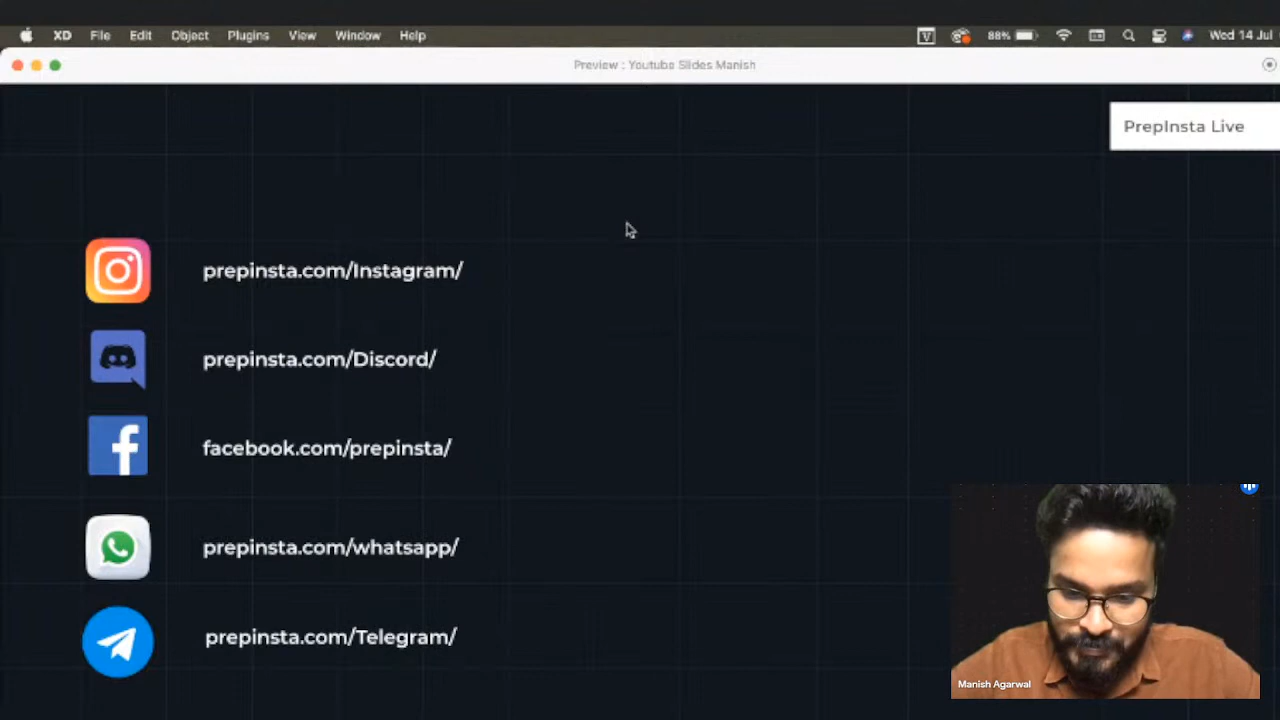 XD File Edit Object Plugins View Window Help 88% Wed 14 Jul
Preview : Youtube Slides Manish
PrepInsta Live
prepinsta.com/Instagram/
prepinsta.com/Discord/
facebook.com/prepinsta/
prepinsta.com/whatsapp/
prepinsta.com/Telegram/
Manish Agarwal